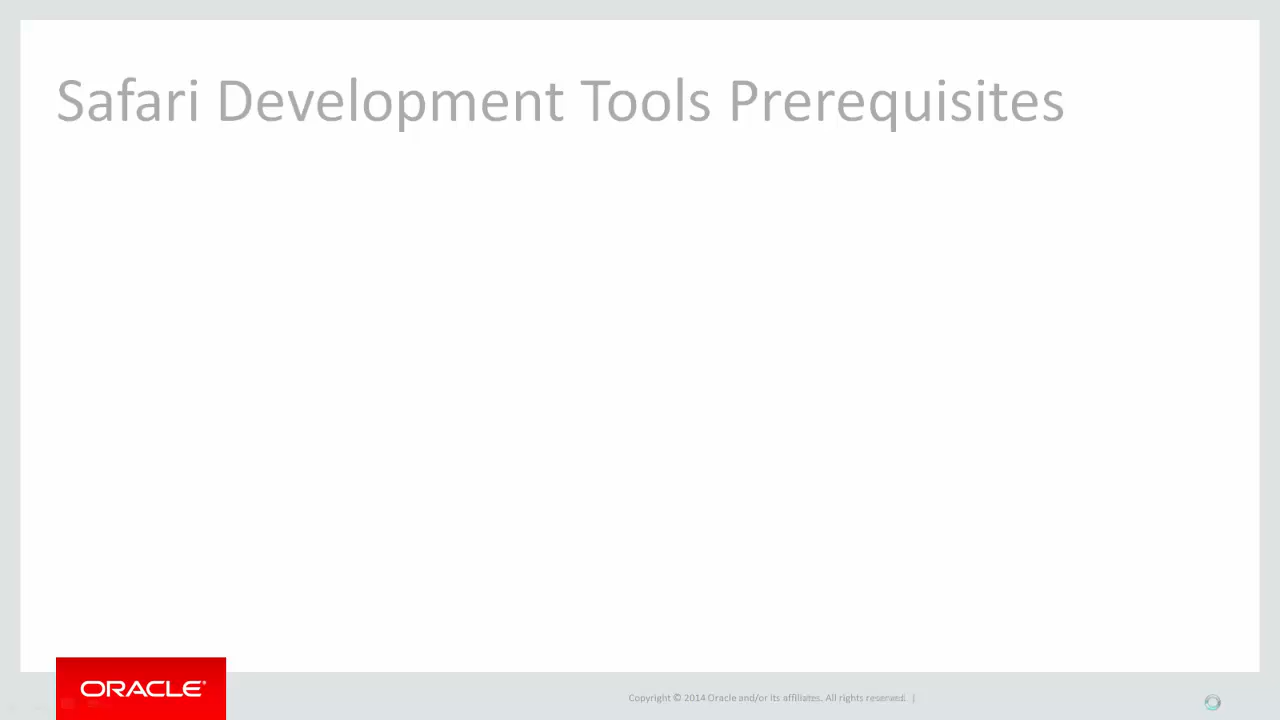 Safari Development Tools Prerequisites
ORACLE®
Copyright © 2014 Oracle and/or its affiliates. All rights reserved. |